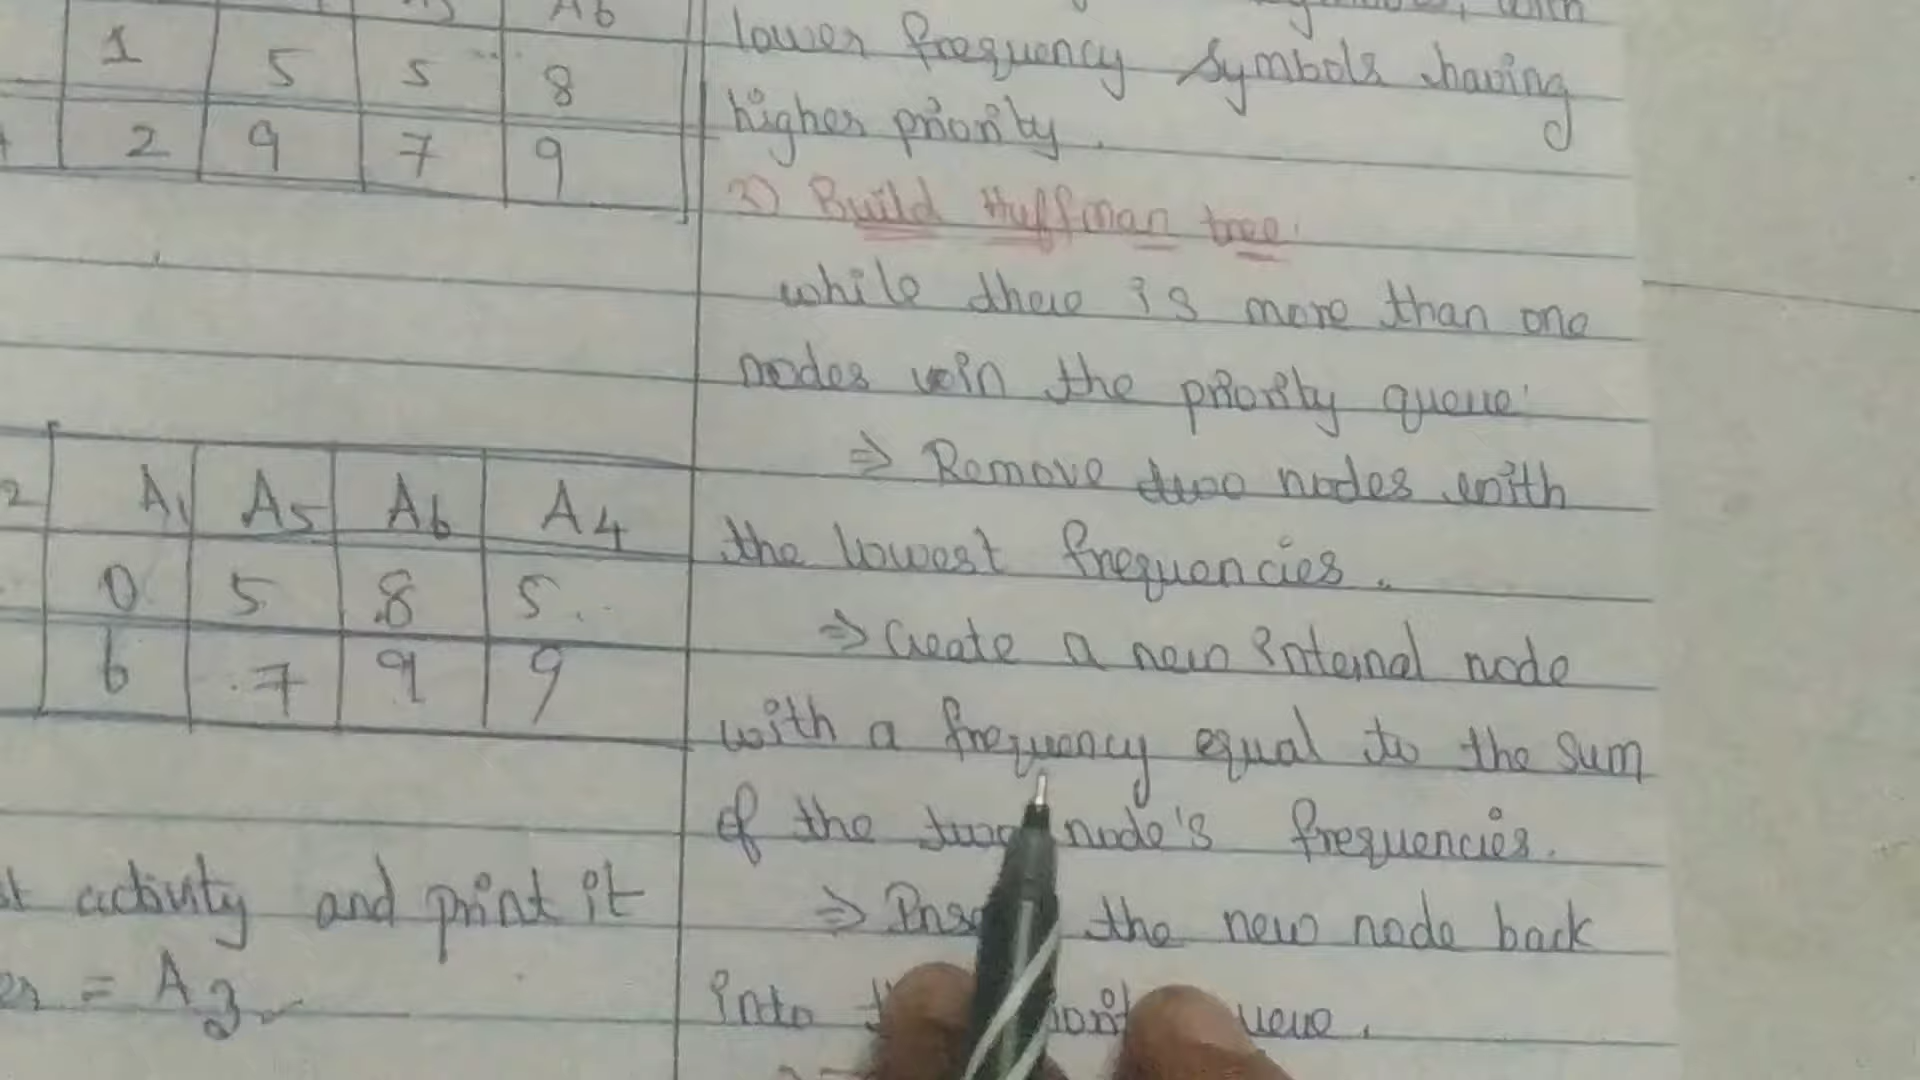 A6
1 5 5 8
2 9 7 9
2 A1 A5 A6 A4
0 5 8 5
6 7 9 9
activity and print it
= A3
lower frequency symbols having
higher priority.
3) Build Huffman tree:
while there is more than one
nodes in the priority queue:
⇒ Remove two nodes with
the lowest frequencies.
⇒ Create a new internal node
with a frequency equal to the sum
of the two node's frequencies.
⇒ the new node back
into